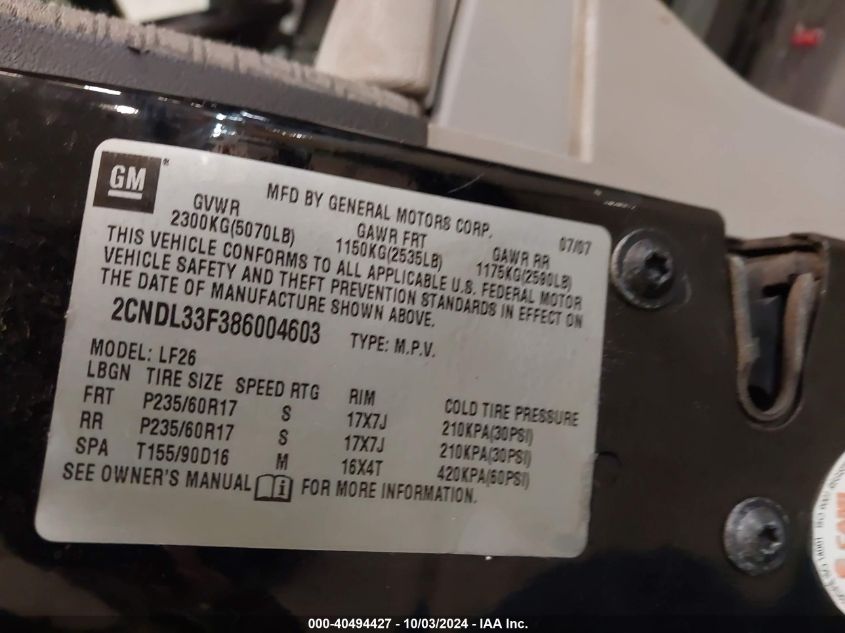 GM
MFD BY GENERAL MOTORS CORP. 07/07
GVWR GAWR FRT GAWR RR
2300KG(5070LB) 1150KG(2535LB) 1175KG(2590LB)
THIS VEHICLE CONFORMS TO ALL APPLICABLE U.S. FEDERAL MOTOR
VEHICLE SAFETY AND THEFT PREVENTION STANDARDS IN EFFECT ON
THE DATE OF MANUFACTURE SHOWN ABOVE.
2CNDL33F386004603 TYPE: M.P.V.
MODEL: LF26
LBGN TIRE SIZE SPEED RTG RIM COLD TIRE PRESSURE
FRT P235/60R17 S 17X7J 210KPA(30PSI)
RR P235/60R17 S 17X7J 210KPA(30PSI)
SPA T155/90D16 M 16X4T 420KPA(60PSI)
SEE OWNER'S MANUAL FOR MORE INFORMATION.
000-40494427 - 10/03/2024 - IAA Inc.